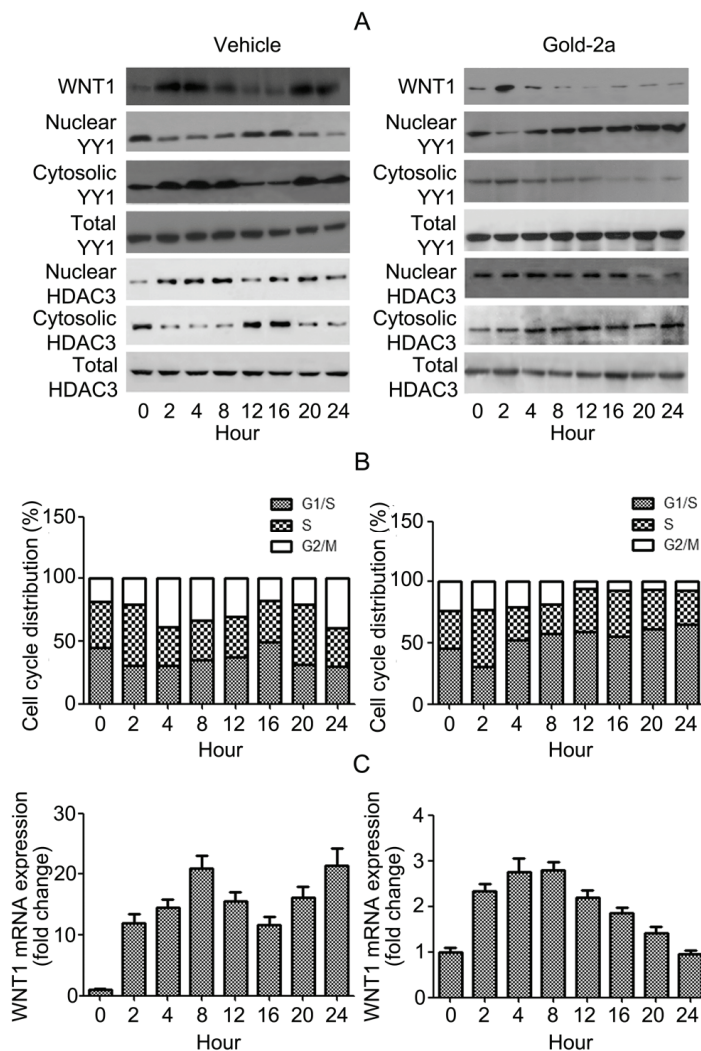 A
Vehicle
Gold-2a
WNT1
Nuclear
YY1
Cytosolic
YY1
Total
YY1
Nuclear
HDAC3
Cytosolic
HDAC3
Total
HDAC3
0 2 4 8 12 16 20 24
Hour
WNT1
Nuclear
YY1
Cytosolic
YY1
Total
YY1
Nuclear
HDAC3
Cytosolic
HDAC3
Total
HDAC3
0 2 4 8 12 16 20 24
Hour
B
Cell cycle distribution (%)
150
100
50
0
G1/S
S
G2/M
0 2 4 8 12 16 20 24
Hour
Cell cycle distribution (%)
150
100
50
0
G1/S
S
G2/M
0 2 4 8 12 16 20 24
Hour
C
WNT1 mRNA expression
(fold change)
30
20
10
0
0 2 4 8 12 16 20 24
Hour
WNT1 mRNA expression
(fold change)
4
3
2
1
0
0 2 4 8 12 16 20 24
Hour